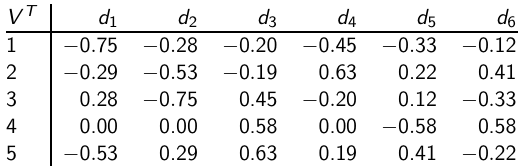 V^T d₁ d₂ d₃ d₄ d₅ d₆
1 −0.75 −0.28 −0.20 −0.45 −0.33 −0.12
2 −0.29 −0.53 −0.19 0.63 0.22 0.41
3 0.28 −0.75 0.45 −0.20 0.12 −0.33
4 0.00 0.00 0.58 0.00 −0.58 0.58
5 −0.53 0.29 0.63 0.19 0.41 −0.22